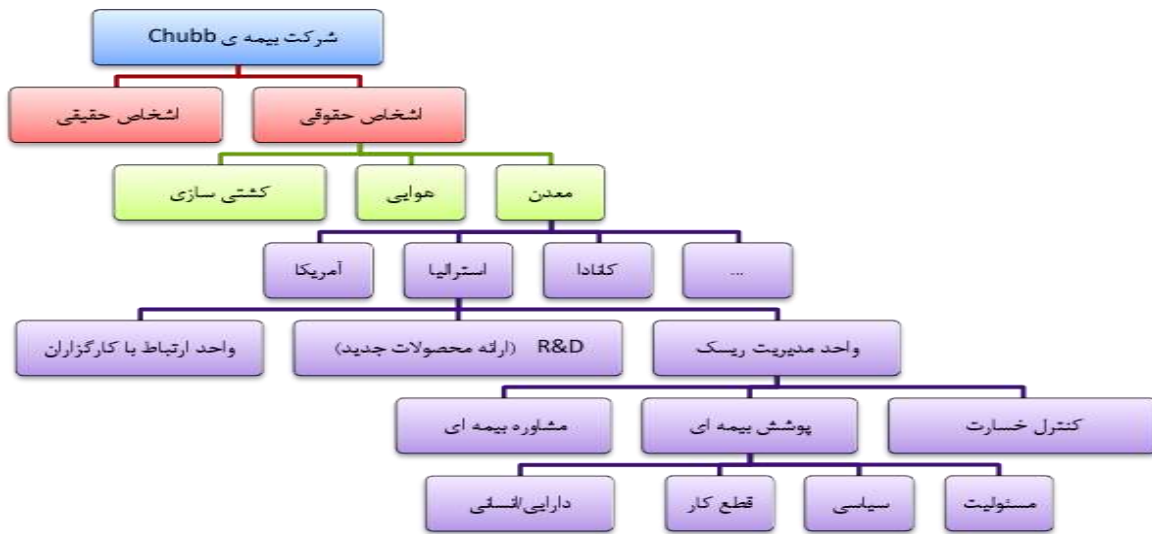 شرکت بیمه ی Chubb
اشخاص حقوقی
اشخاص حقیقی
معدن
هوایی
کشتی سازی
...
کانادا
استرالیا
آمریکا
واحد مدیریت ریسک
R&D (ارائه محصولات جدید)
واحد ارتباط با کارگزاران
کنترل خسارت
پوشش بیمه ای
مشاوره بیمه ای
مسئولیت
سیاسی
قطع کار
دارایی/انسانی